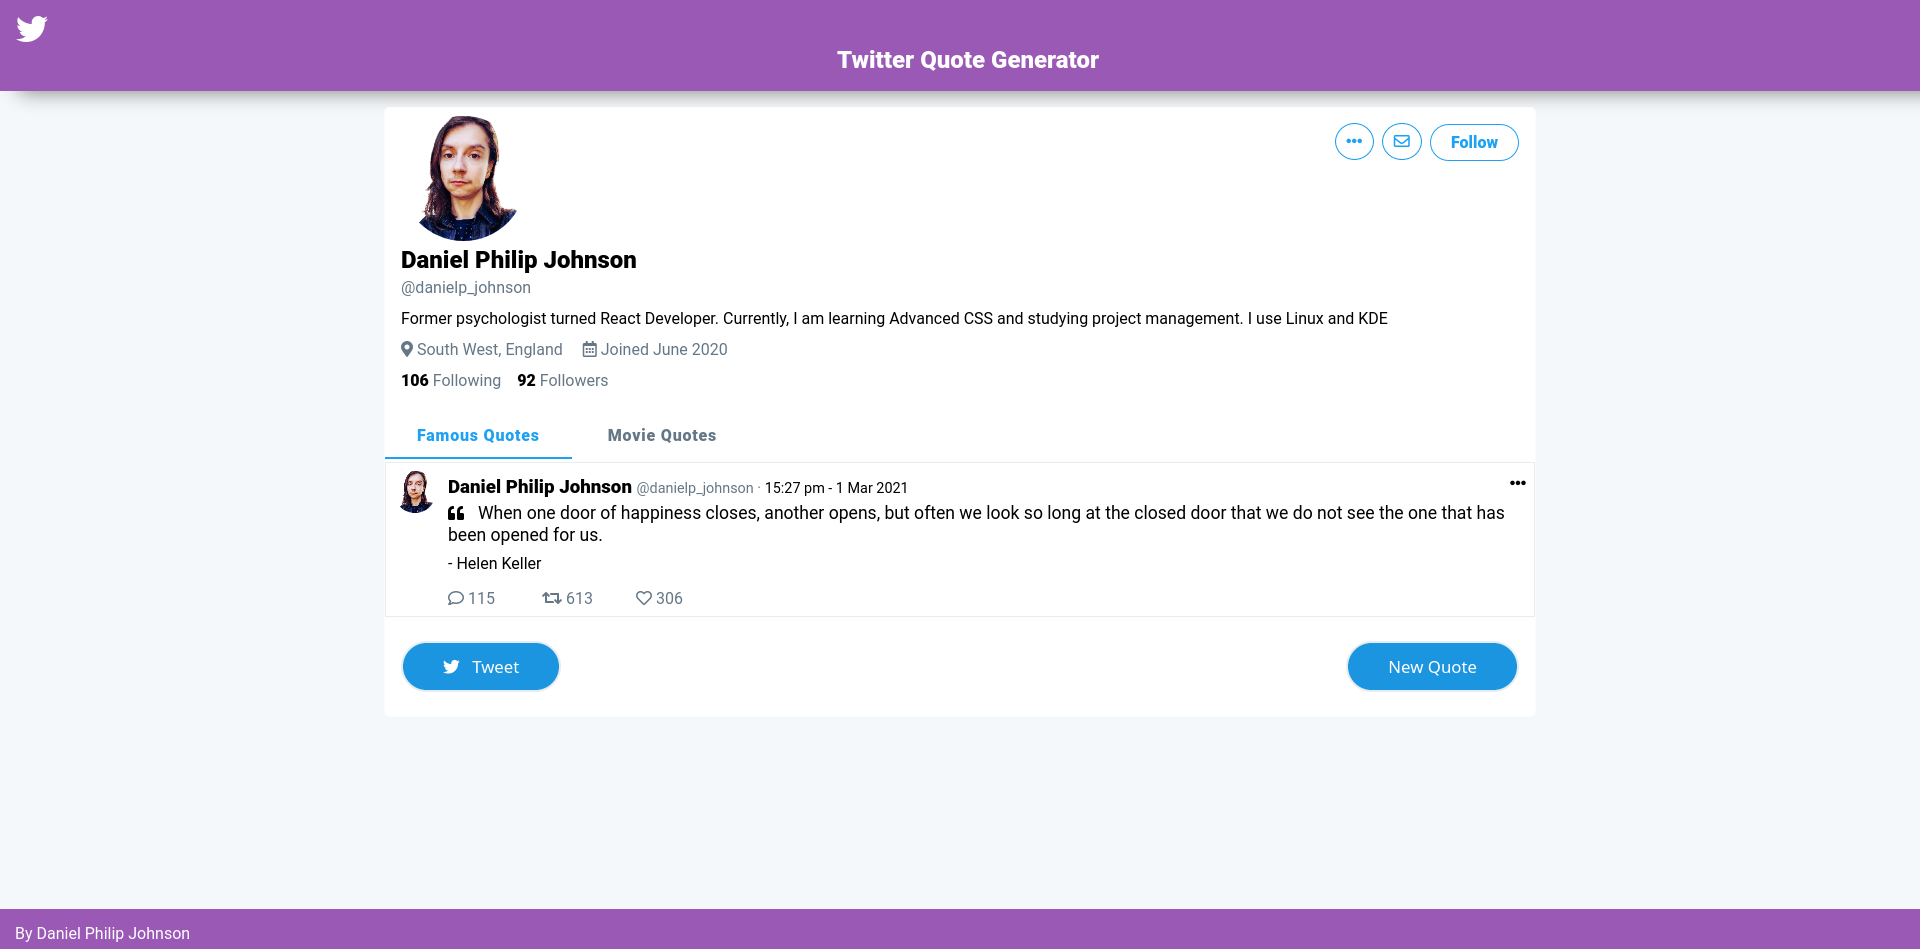 Twitter Quote Generator
Follow
Daniel Philip Johnson
@danielp_johnson
Former psychologist turned React Developer. Currently, I am learning Advanced CSS and studying project management. I use Linux and KDE
South West, England Joined June 2020
106 Following 92 Followers
Famous Quotes Movie Quotes
Daniel Philip Johnson @danielp_johnson · 15:27 pm - 1 Mar 2021
When one door of happiness closes, another opens, but often we look so long at the closed door that we do not see the one that has
been opened for us.
- Helen Keller
115 613 306
Tweet New Quote
By Daniel Philip Johnson